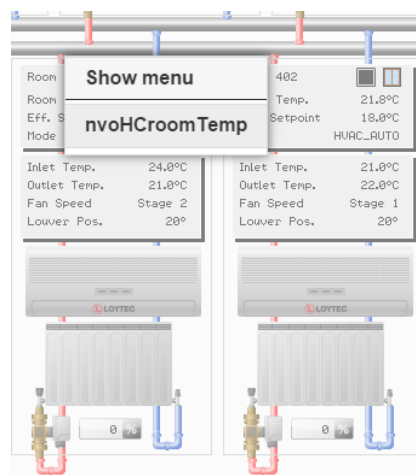 Show menu
nvoHCroomTemp
Room
Room
Eff. S
Mode
402
Temp. 21.8°C
Setpoint 18.0°C
HVAC_AUTO
Inlet Temp. 24.0°C
Outlet Temp. 21.0°C
Fan Speed Stage 2
Louver Pos. 20°
Inlet Temp. 21.0°C
Outlet Temp. 22.0°C
Fan Speed Stage 1
Louver Pos. 20°
LOYTEC
LOYTEC
0 %
0 %